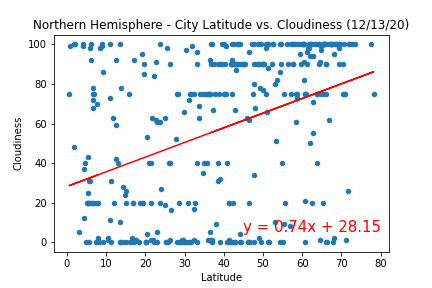 Northern Hemisphere - City Latitude vs. Cloudiness (12/13/20)
100
80
60
40
20
0
Cloudiness
y = 0.74x + 28.15
0 10 20 30 40 50 60 70 80
Latitude